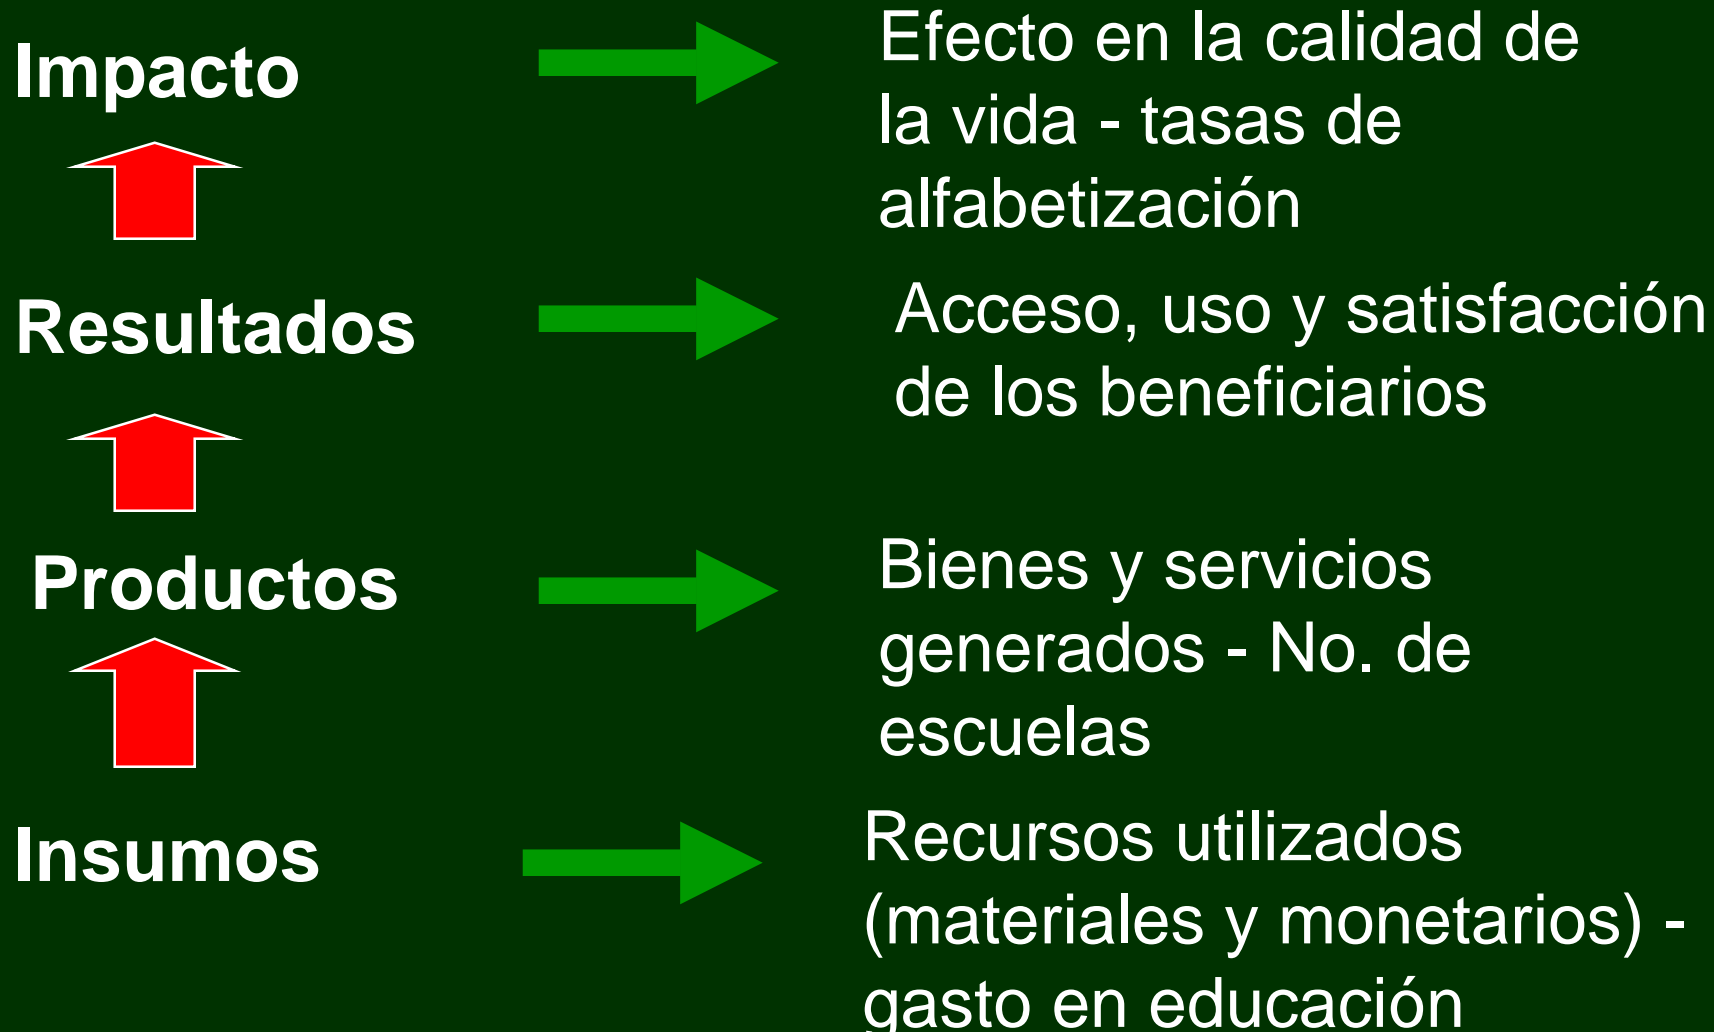 Impacto
Efecto en la calidad de
la vida - tasas de
alfabetización
Resultados
Acceso, uso y satisfacción
de los beneficiarios
Productos
Bienes y servicios
generados - No. de
escuelas
Insumos
Recursos utilizados
(materiales y monetarios) -
gasto en educación